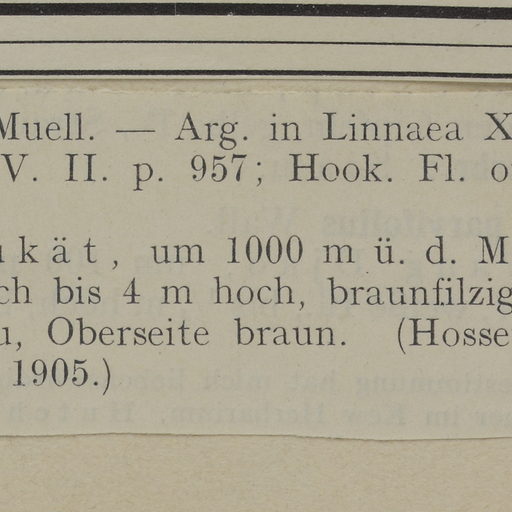 Muell. — Arg. in Linnaea X
V. II. p. 957; Hook. Fl. o
kät, um 1000 m ü. d. M
ch bis 4 m hoch, braunfilzig
u, Oberseite braun. (Hosse
1905.)